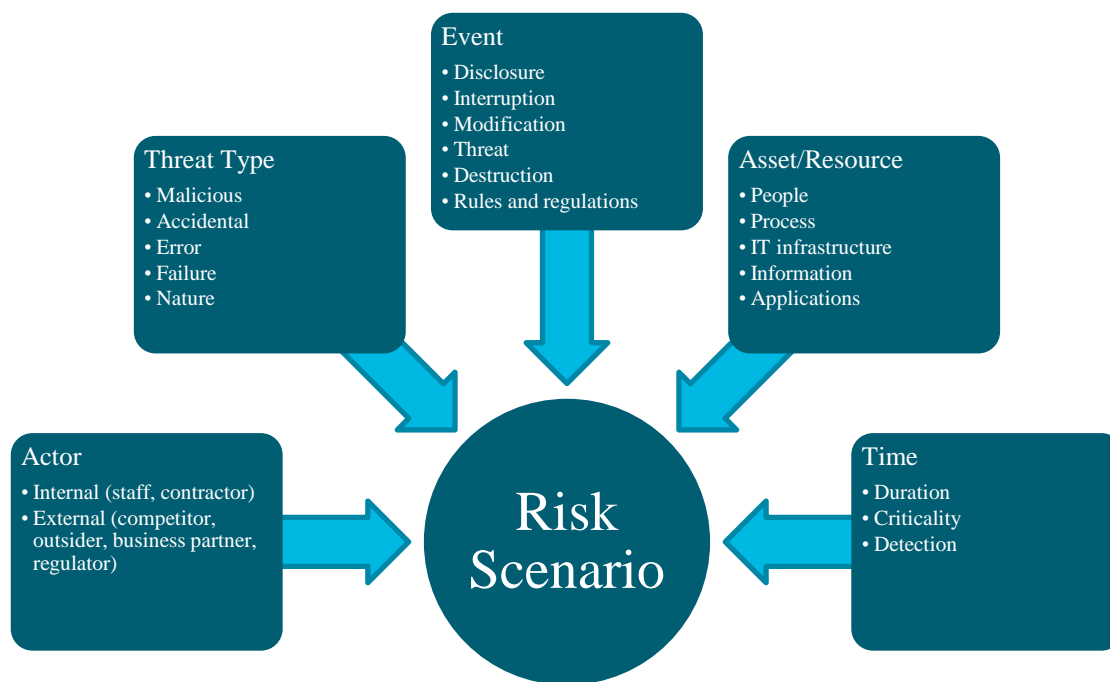 Event
• Disclosure
• Interruption
• Modification
• Threat
• Destruction
• Rules and regulations
Threat Type
• Malicious
• Accidental
• Error
• Failure
• Nature
Asset/Resource
• People
• Process
• IT infrastructure
• Information
• Applications
Actor
• Internal (staff, contractor)
• External (competitor,
outsider, business partner,
regulator)
Risk
Scenario
Time
• Duration
• Criticality
• Detection